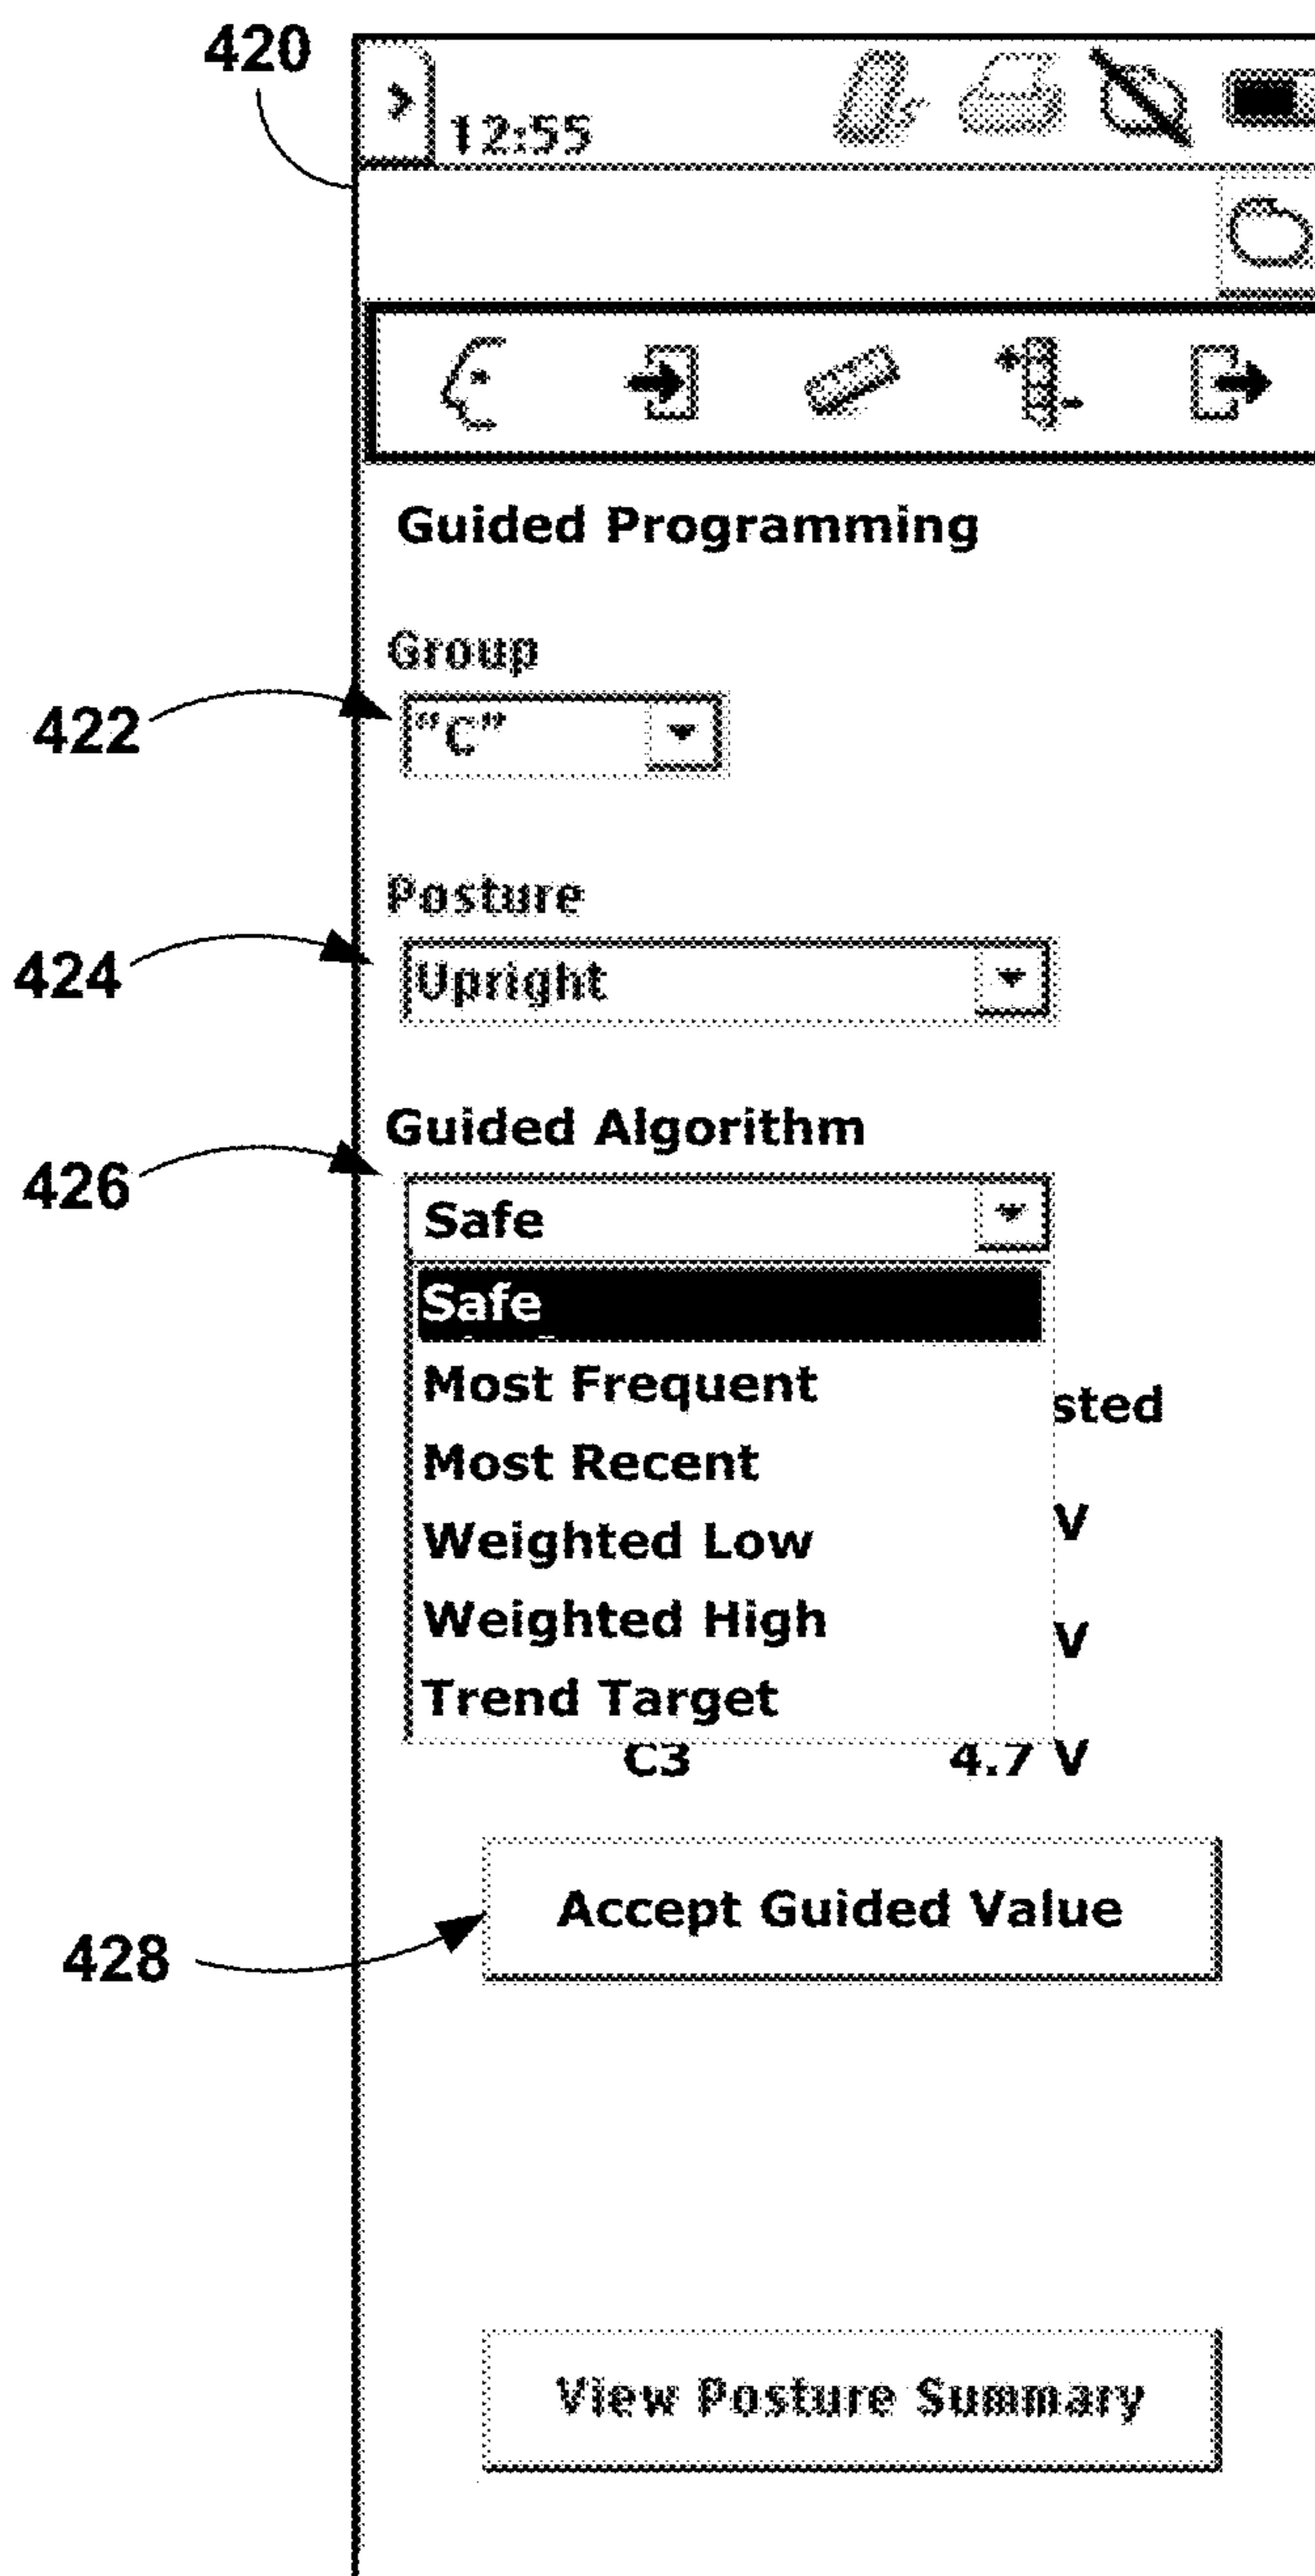 420
12:55
Guided Programming
Group
422
"C"
Posture
424
Upright
Guided Algorithm
426
Safe
Safe
Most Frequent
sted
Most Recent
Weighted Low
V
Weighted High
V
Trend Target
C3 4.7 V
Accept Guided Value
428
View Posture Summary